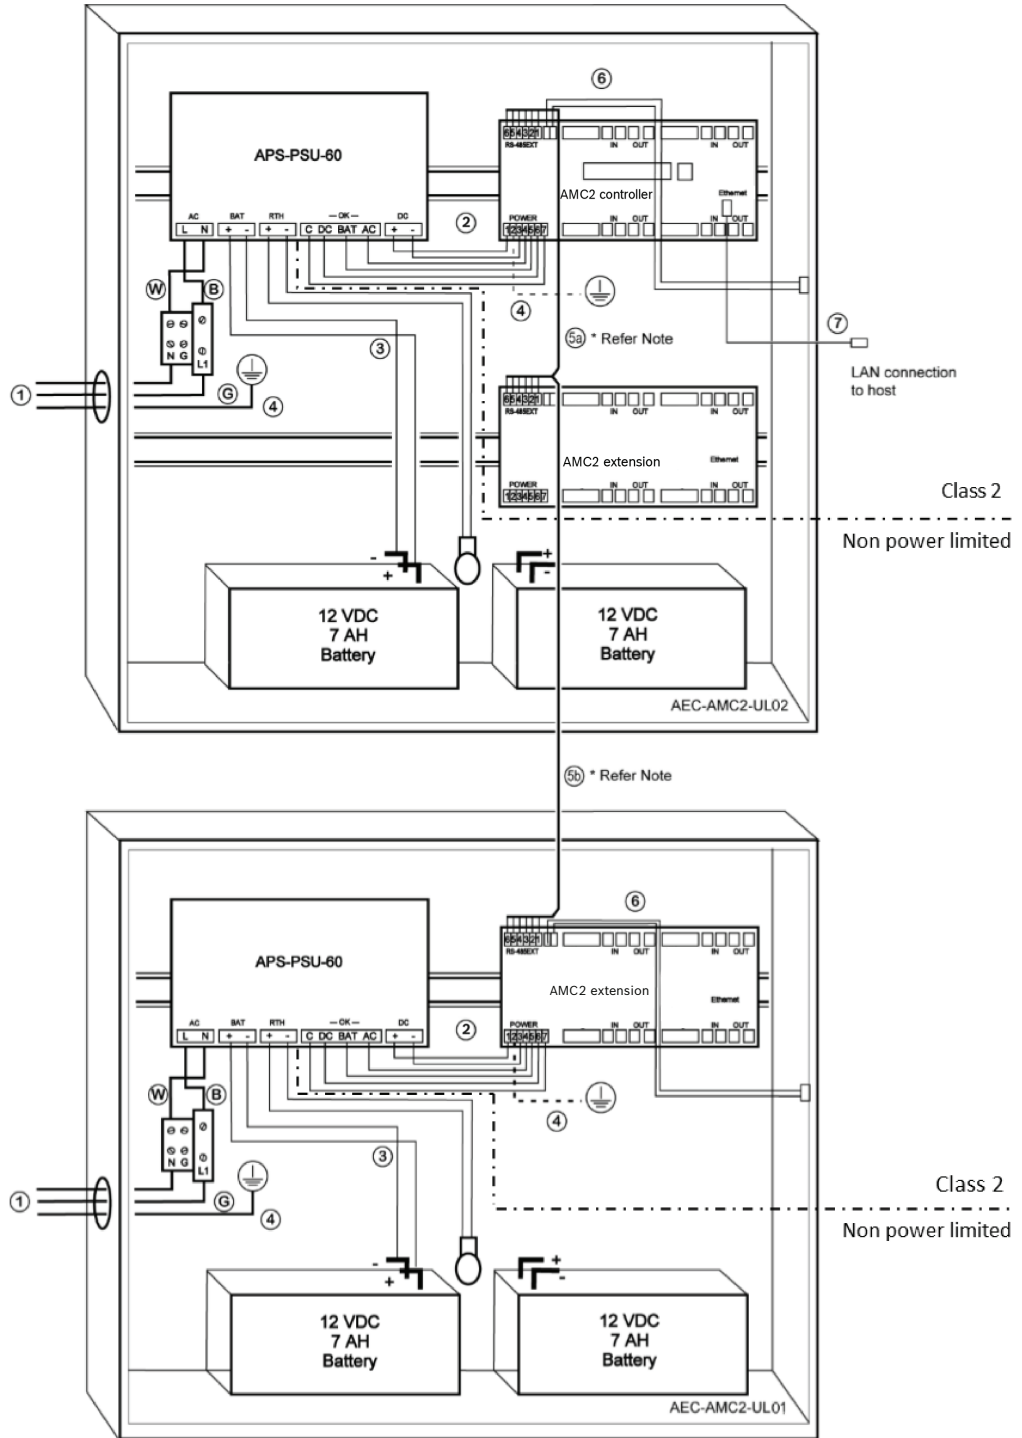 6
APS-PSU-60
654321
RS-485EXT
IN OUT
IN OUT
AMC2 controller
Ethernet
AC BAT RTH OK DC
L N + - + - C DC BAT AC + -
2
POWER
1234567
IN OUT
IN OUT
W B
4
7
5a * Refer Note
3
N G L1
LAN connection
to host
1
G
4
654321
RS-485EXT
IN OUT
IN OUT
AMC2 extension
Ethernet
POWER
1234567
IN OUT
IN OUT
Class 2
Non power limited
- +
+ -
12 VDC
7 AH
Battery
12 VDC
7 AH
Battery
AEC-AMC2-UL02
5b * Refer Note
6
APS-PSU-60
654321
RS-485EXT
IN OUT
IN OUT
AMC2 extension
Ethernet
AC BAT RTH OK DC
L N + - + - C DC BAT AC + -
2
POWER
1234567
IN OUT
IN OUT
W B
4
3
N G L1
1
G
4
Class 2
Non power limited
- +
+ -
12 VDC
7 AH
Battery
12 VDC
7 AH
Battery
AEC-AMC2-UL01